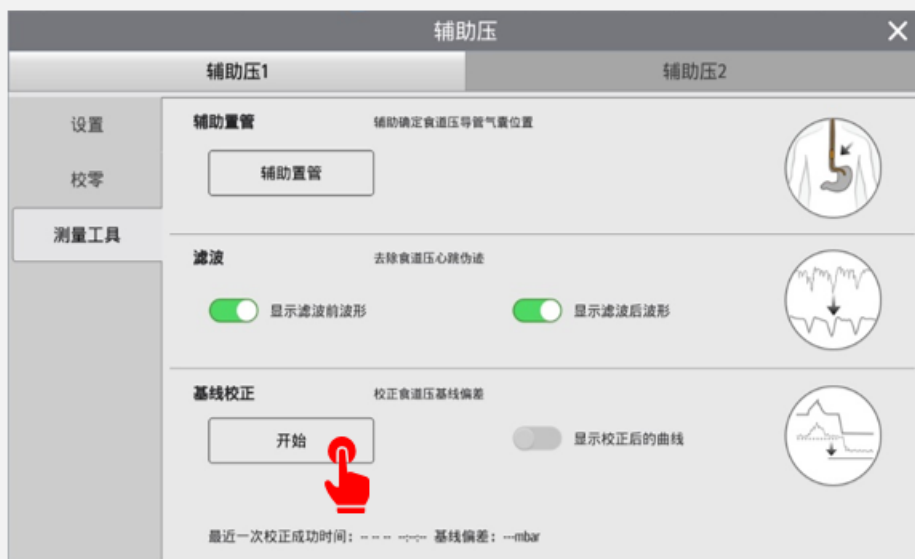 辅助压
辅助压1 辅助压2
设置
校零
测量工具
辅助置管 辅助确定食道压导管气囊位置
辅助置管
滤波 去除食道压心跳伪迹
显示滤波前波形 显示滤波后波形
基线校正 校正食道压基线偏差
开始 显示校正后的曲线
最近一次校正成功时间：-- -- -- --:--:-- 基线偏差：---mbar